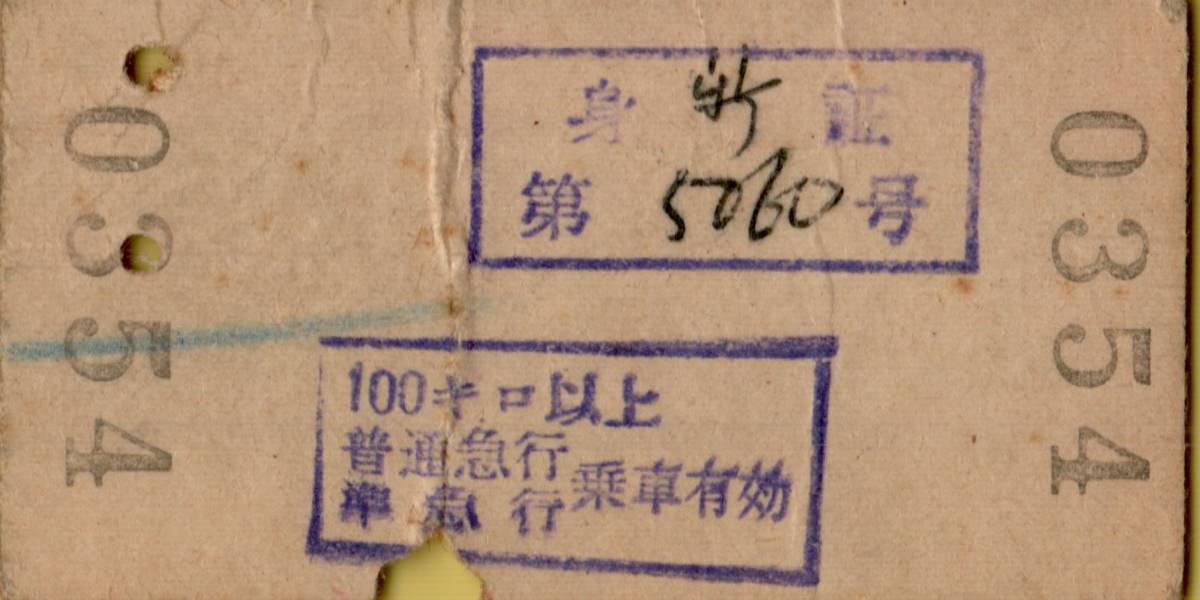 0354
身 証
第 5060 号
100キロ以上
普通急行
準 急 行
乗車有効
0354